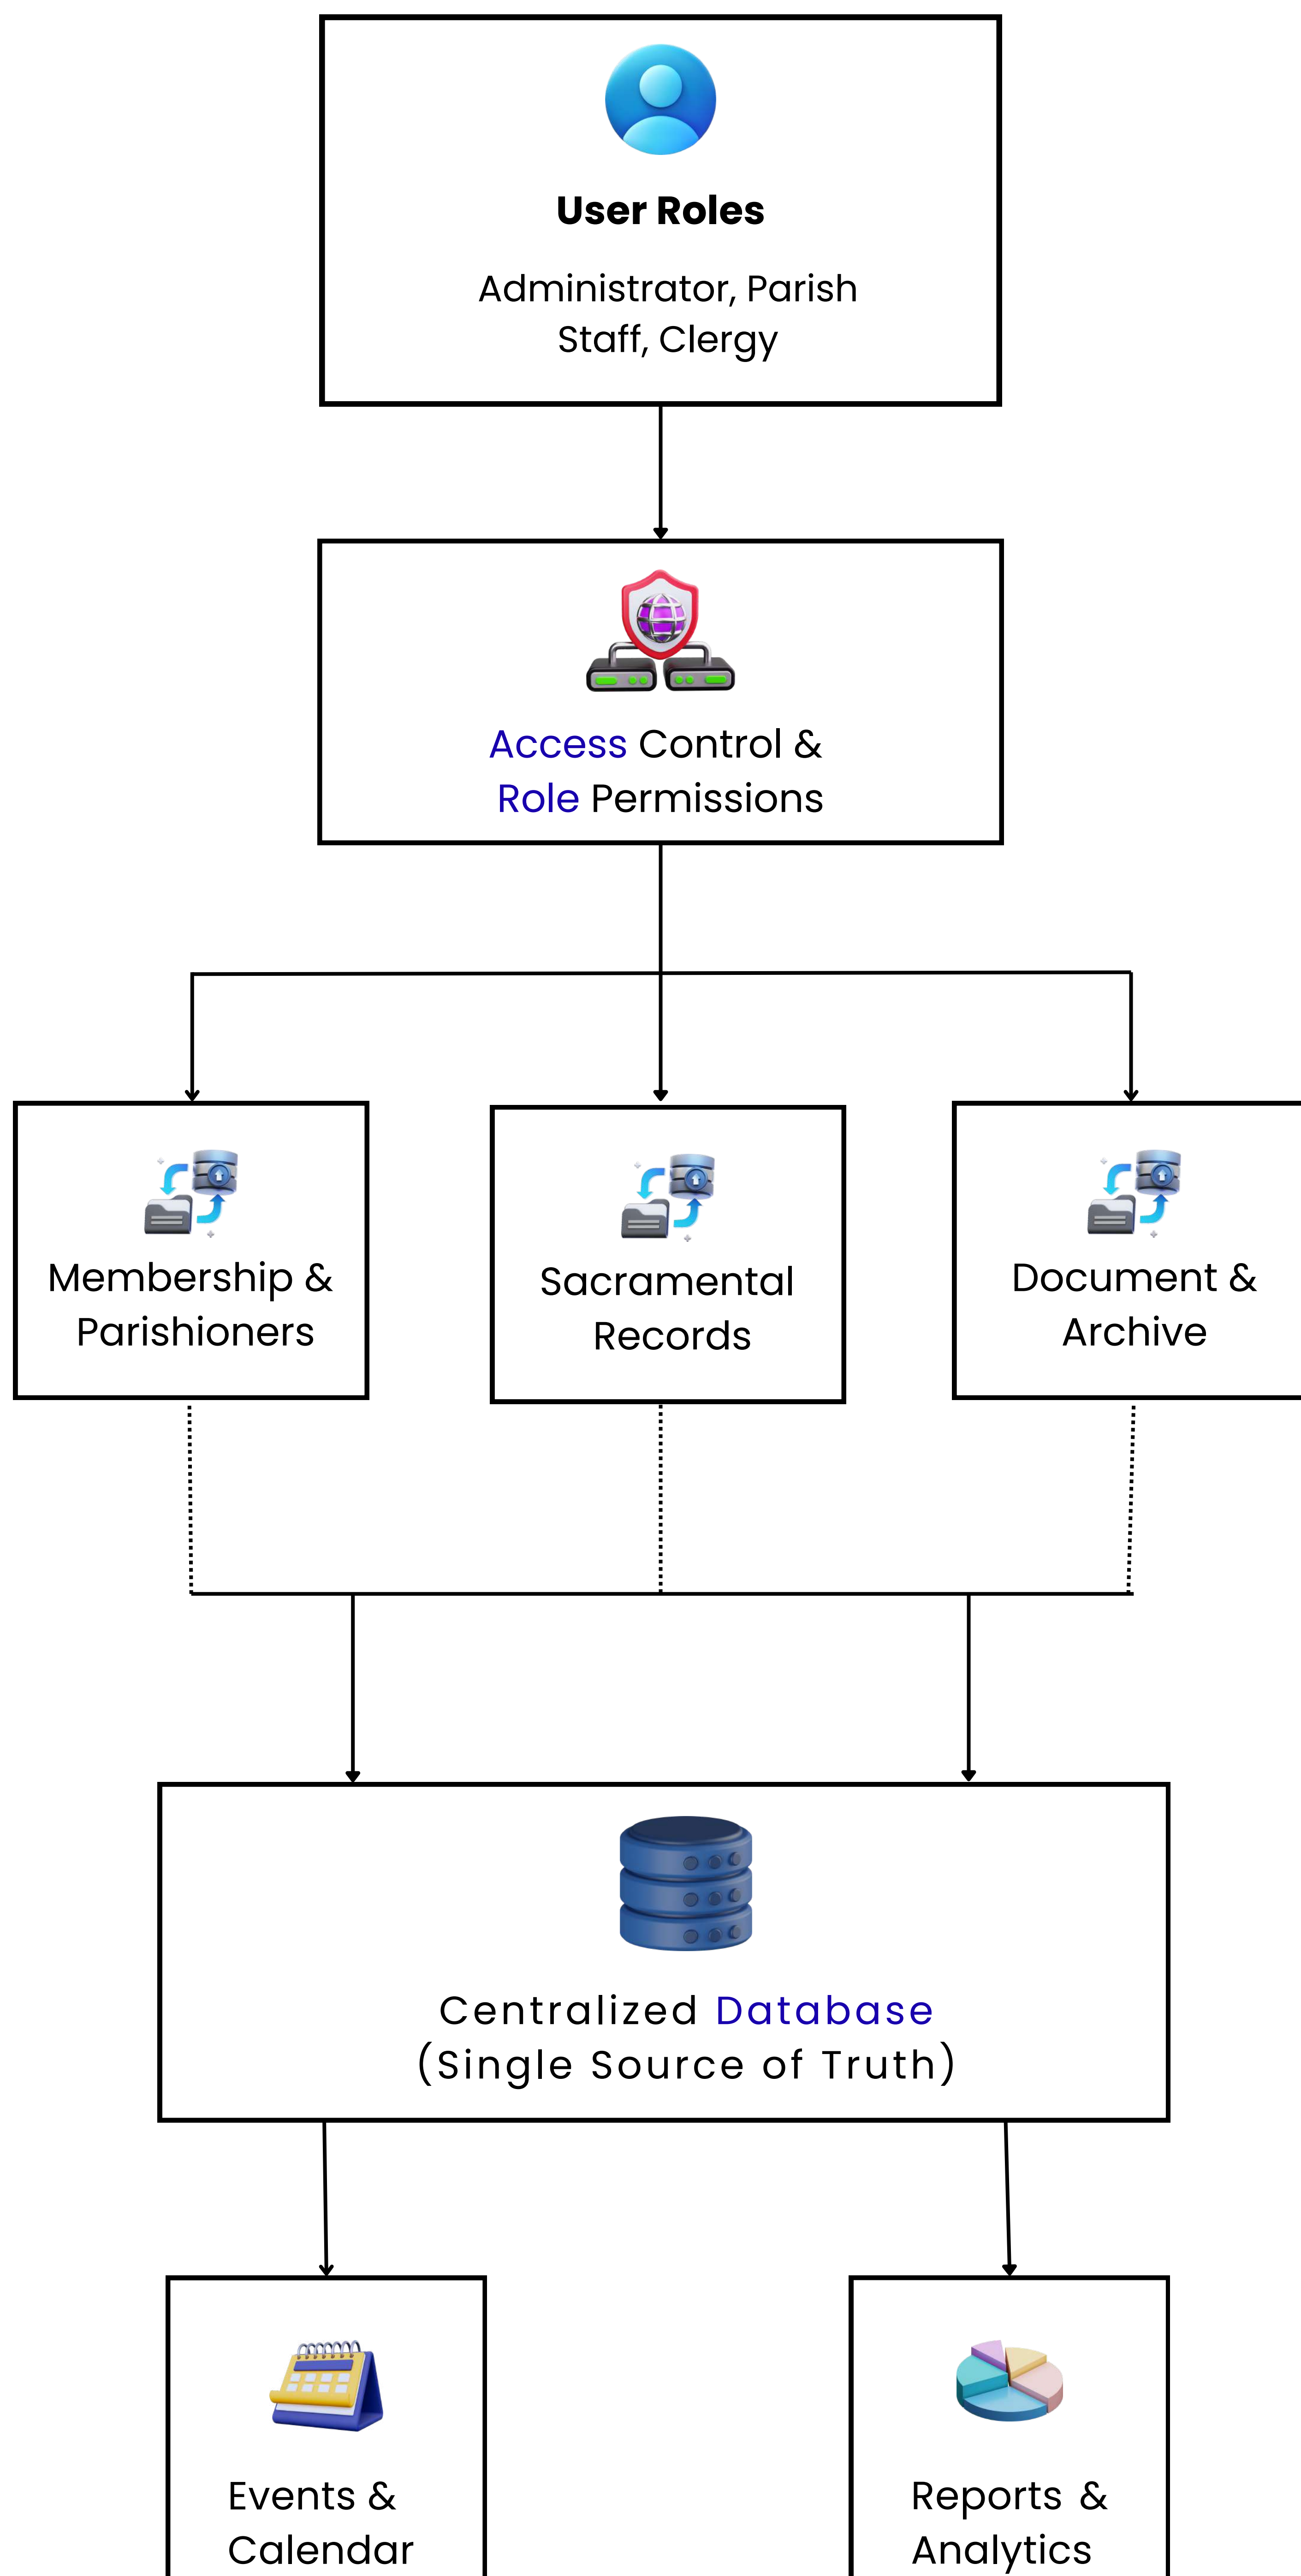 User Roles
Administrator, Parish
Staff, Clergy
Access Control &
Role Permissions
Membership &
Parishioners
Sacramental
Records
Document &
Archive
Centralized Database
(Single Source of Truth)
Events &
Calendar
Reports &
Analytics